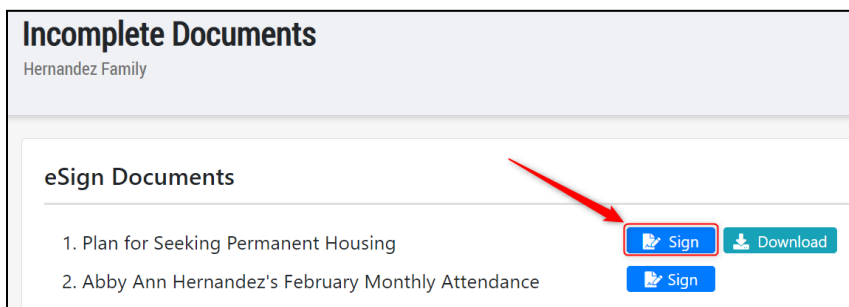 Incomplete Documents
Hernandez Family
eSign Documents
1. Plan for Seeking Permanent Housing Sign Download
2. Abby Ann Hernandez's February Monthly Attendance Sign